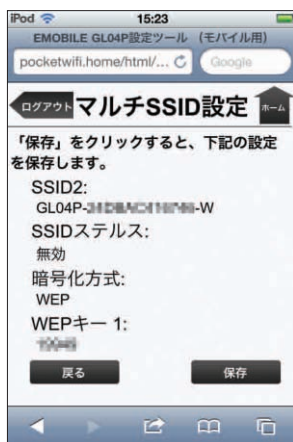 iPod 15:23
EMOBILE GL04P設定ツール (モバイル用)
pocketwifi.home/html/... Google
ログアウト マルチSSID設定 ホーム
「保存」をクリックすると、下記の設定
を保存します。
SSID2:
GL04P- -W
SSIDステルス:
無効
暗号化方式:
WEP
WEPキー 1:
戻る 保存